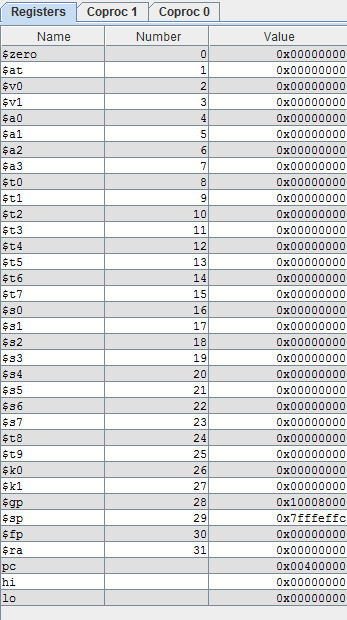 Registers Coproc 1 Coproc 0
Name Number Value
$zero 0 0x00000000
$at 1 0x00000000
$v0 2 0x00000000
$v1 3 0x00000000
$a0 4 0x00000000
$a1 5 0x00000000
$a2 6 0x00000000
$a3 7 0x00000000
$t0 8 0x00000000
$t1 9 0x00000000
$t2 10 0x00000000
$t3 11 0x00000000
$t4 12 0x00000000
$t5 13 0x00000000
$t6 14 0x00000000
$t7 15 0x00000000
$s0 16 0x00000000
$s1 17 0x00000000
$s2 18 0x00000000
$s3 19 0x00000000
$s4 20 0x00000000
$s5 21 0x00000000
$s6 22 0x00000000
$s7 23 0x00000000
$t8 24 0x00000000
$t9 25 0x00000000
$k0 26 0x00000000
$k1 27 0x00000000
$gp 28 0x10008000
$sp 29 0x7fffeffc
$fp 30 0x00000000
$ra 31 0x00000000
pc 0x00400000
hi 0x00000000
lo 0x00000000